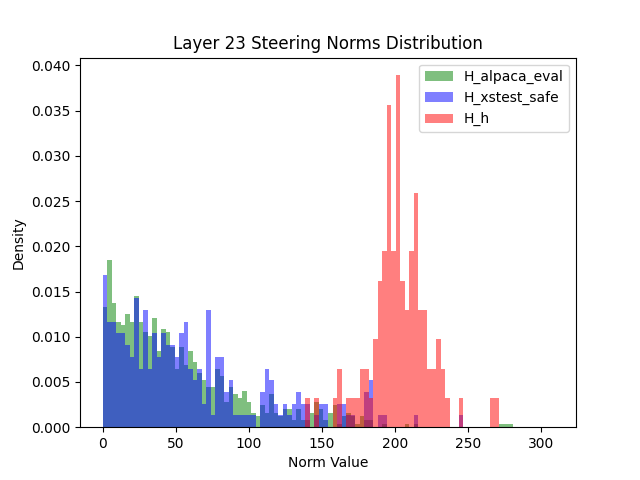 Layer 23 Steering Norms Distribution
H_alpaca_eval
H_xstest_safe
H_h
0.040
0.035
0.030
0.025
0.020
0.015
0.010
0.005
0.000
Density
0 50 100 150 200 250 300
Norm Value